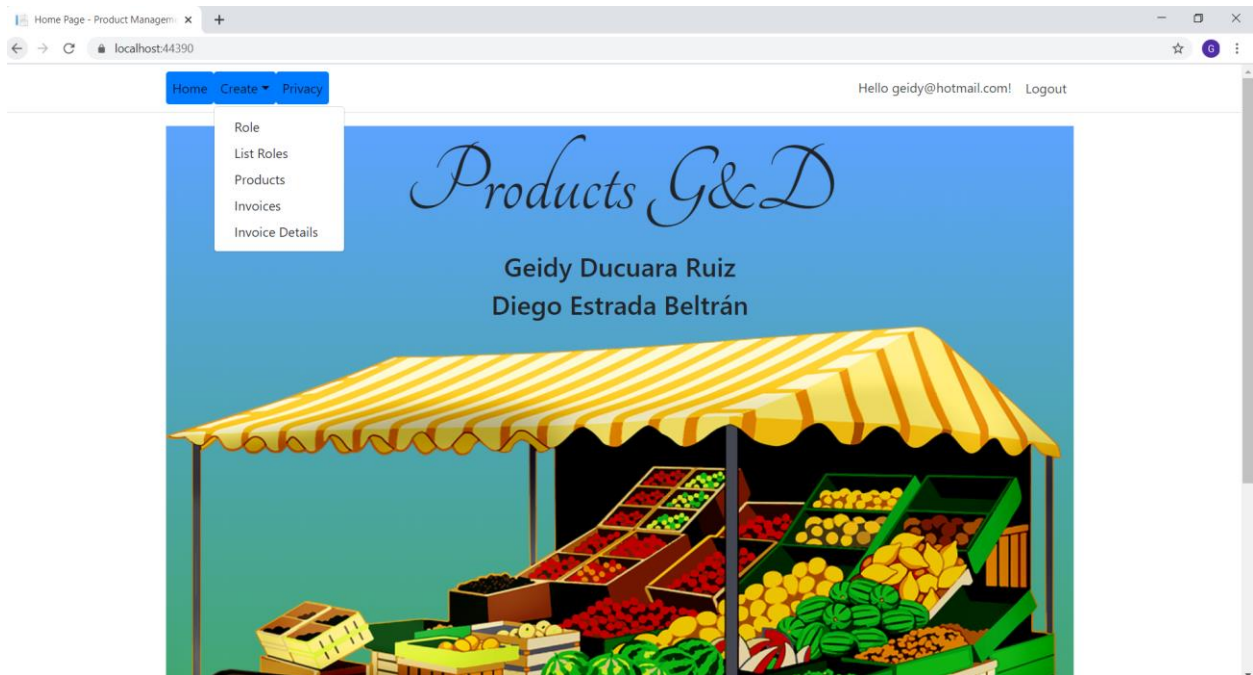 Home Page - Product Managem
localhost:44390
G
Home Create Privacy
Hello geidy@hotmail.com! Logout
Role
List Roles
Products
Invoices
Invoice Details
Products G&D
Geidy Ducuara Ruiz
Diego Estrada Beltrán